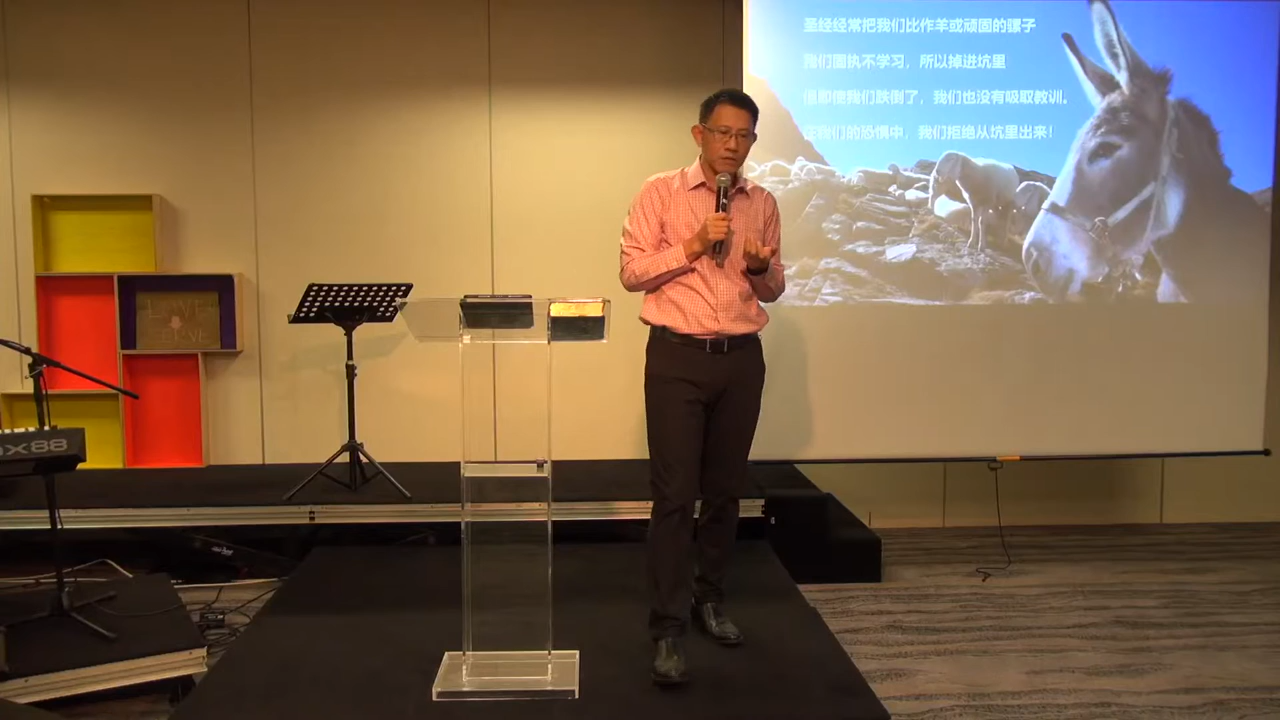 圣经经常把我们比作羊或顽固的骡子
我们固执不学习，所以掉进坑里
但即使我们跌倒了，我们也没有吸取教训。
在我们的恐惧中，我们拒绝从坑里出来！
LOVE
SERVE
X88